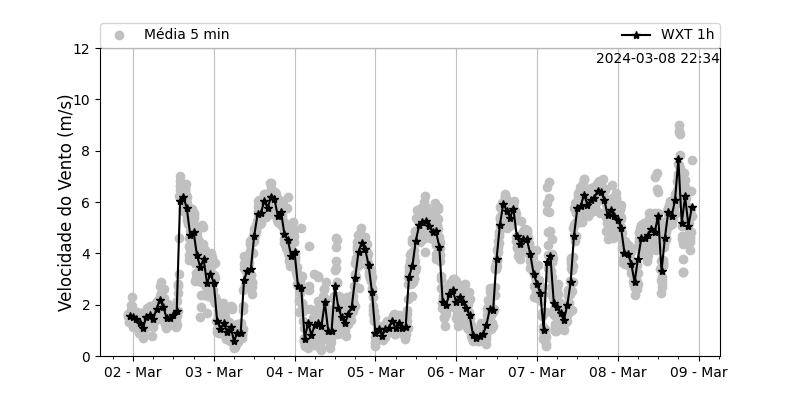 Média 5 min
WXT 1h
2024-03-08 22:34
Velocidade do Vento (m/s)
12
10
8
6
4
2
0
02 - Mar 03 - Mar 04 - Mar 05 - Mar 06 - Mar 07 - Mar 08 - Mar 09 - Mar